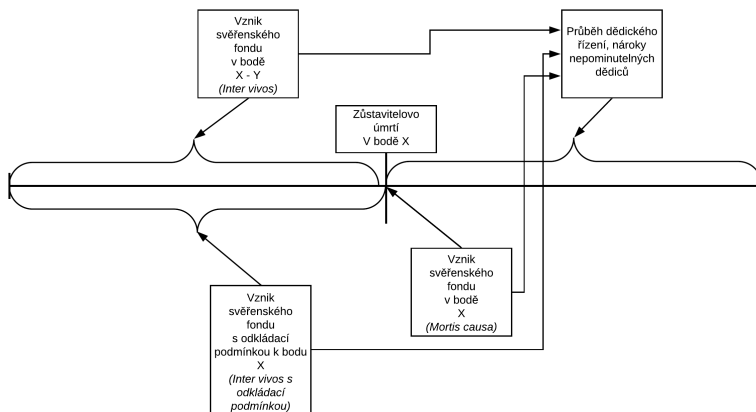 Vznik
svěřenského
fondu
v bodě
X - Y
(Inter vivos)
Průběh dědického
řízení, nároky
nepominutelných
dědiců
Zůstavitelovo
úmrtí
V bodě X
Vznik
svěřenského
fondu
v bodě
X
(Mortis causa)
Vznik
svěřenského
fondu
s odkládací
podmínkou k bodu
X
(Inter vivos s
odkládací
podmínkou)